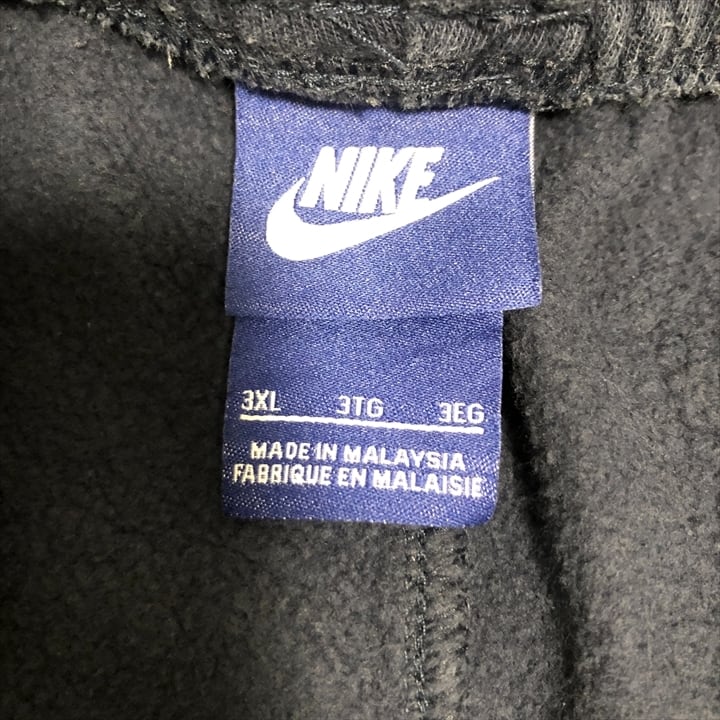 NIKE
3XL 3TG 3EG
MADE IN MALAYSIA
FABRIQUE EN MALAISIE